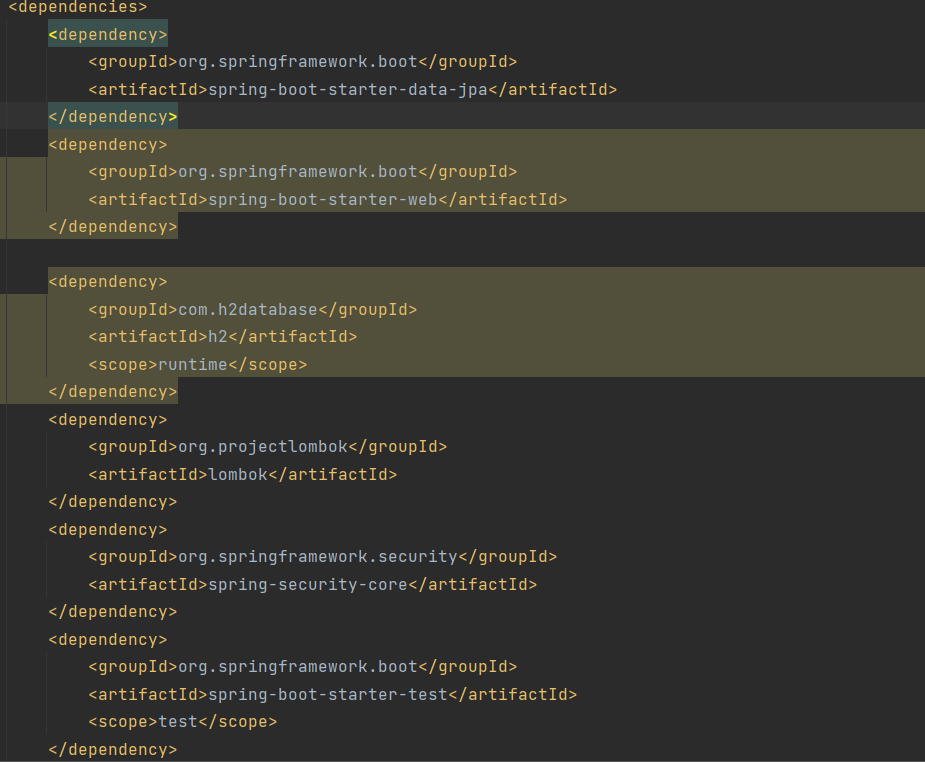 <dependencies>
    <dependency>
        <groupId>org.springframework.boot</groupId>
        <artifactId>spring-boot-starter-data-jpa</artifactId>
    </dependency>
    <dependency>
        <groupId>org.springframework.boot</groupId>
        <artifactId>spring-boot-starter-web</artifactId>
    </dependency>

    <dependency>
        <groupId>com.h2database</groupId>
        <artifactId>h2</artifactId>
        <scope>runtime</scope>
    </dependency>
    <dependency>
        <groupId>org.projectlombok</groupId>
        <artifactId>lombok</artifactId>
    </dependency>
    <dependency>
        <groupId>org.springframework.security</groupId>
        <artifactId>spring-security-core</artifactId>
    </dependency>
    <dependency>
        <groupId>org.springframework.boot</groupId>
        <artifactId>spring-boot-starter-test</artifactId>
        <scope>test</scope>
    </dependency>